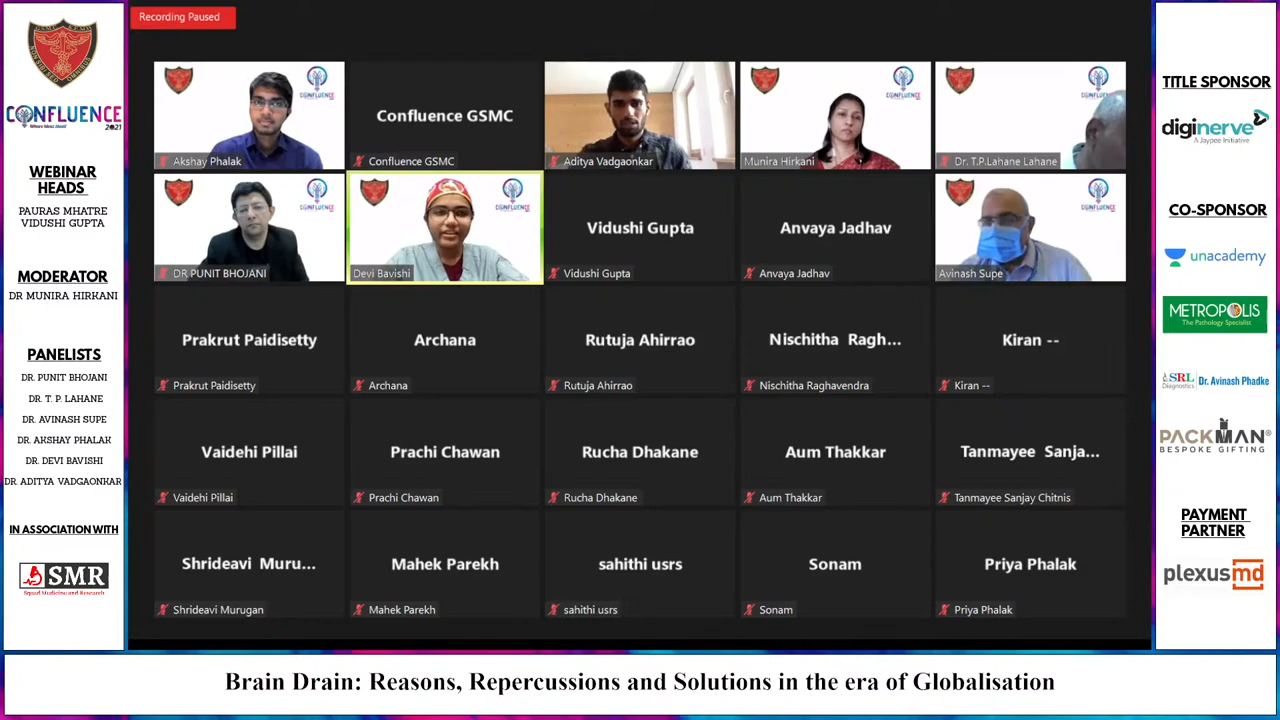 Recording Paused
CONFLUENCE
Where Ideas Meet!
2021
WEBINAR
HEADS
PAURAS MHATRE
VIDUSHI GUPTA
MODERATOR
DR MUNIRA HIRKANI
PANELISTS
DR. PUNIT BHOJANI
DR. T. P. LAHANE
DR. AVINASH SUPE
DR. AKSHAY PHALAK
DR. DEVI BAVISHI
DR. ADITYA VADGAONKAR
IN ASSOCIATION WITH
SMR
Squad Medicine and Research
Akshay Phalak
Confluence GSMC
Confluence GSMC
Aditya Vadgaonkar
Munira Hirkani
Dr. T.P.Lahane Lahane
DR PUNIT BHOJANI
Devi Bavishi
Vidushi Gupta
Vidushi Gupta
Anvaya Jadhav
Anvaya Jadhav
Avinash Supe
Prakrut Paidisetty
Prakrut Paidisetty
Archana
Archana
Rutuja Ahirrao
Rutuja Ahirrao
Nischitha Ragh...
Nischitha Raghavendra
Kiran --
Kiran --
Vaidehi Pillai
Vaidehi Pillai
Prachi Chawan
Prachi Chawan
Rucha Dhakane
Rucha Dhakane
Aum Thakkar
Aum Thakkar
Tanmayee Sanja...
Tanmayee Sanjay Chitnis
Shrideavi Muru...
Shrideavi Murugan
Mahek Parekh
Mahek Parekh
sahithi usrs
sahithi usrs
Sonam
Sonam
Priya Phalak
Priya Phalak
TITLE SPONSOR
diginerve
A Jaypee Initiative
CO-SPONSOR
unacademy
METROPOLIS
The Pathology Specialist
SRL
Diagnostics
Dr. Avinash Phadke
PACKMAN®
BESPOKE GIFTING
PAYMENT
PARTNER
plexusmd
Brain Drain: Reasons, Repercussions and Solutions in the era of Globalisation